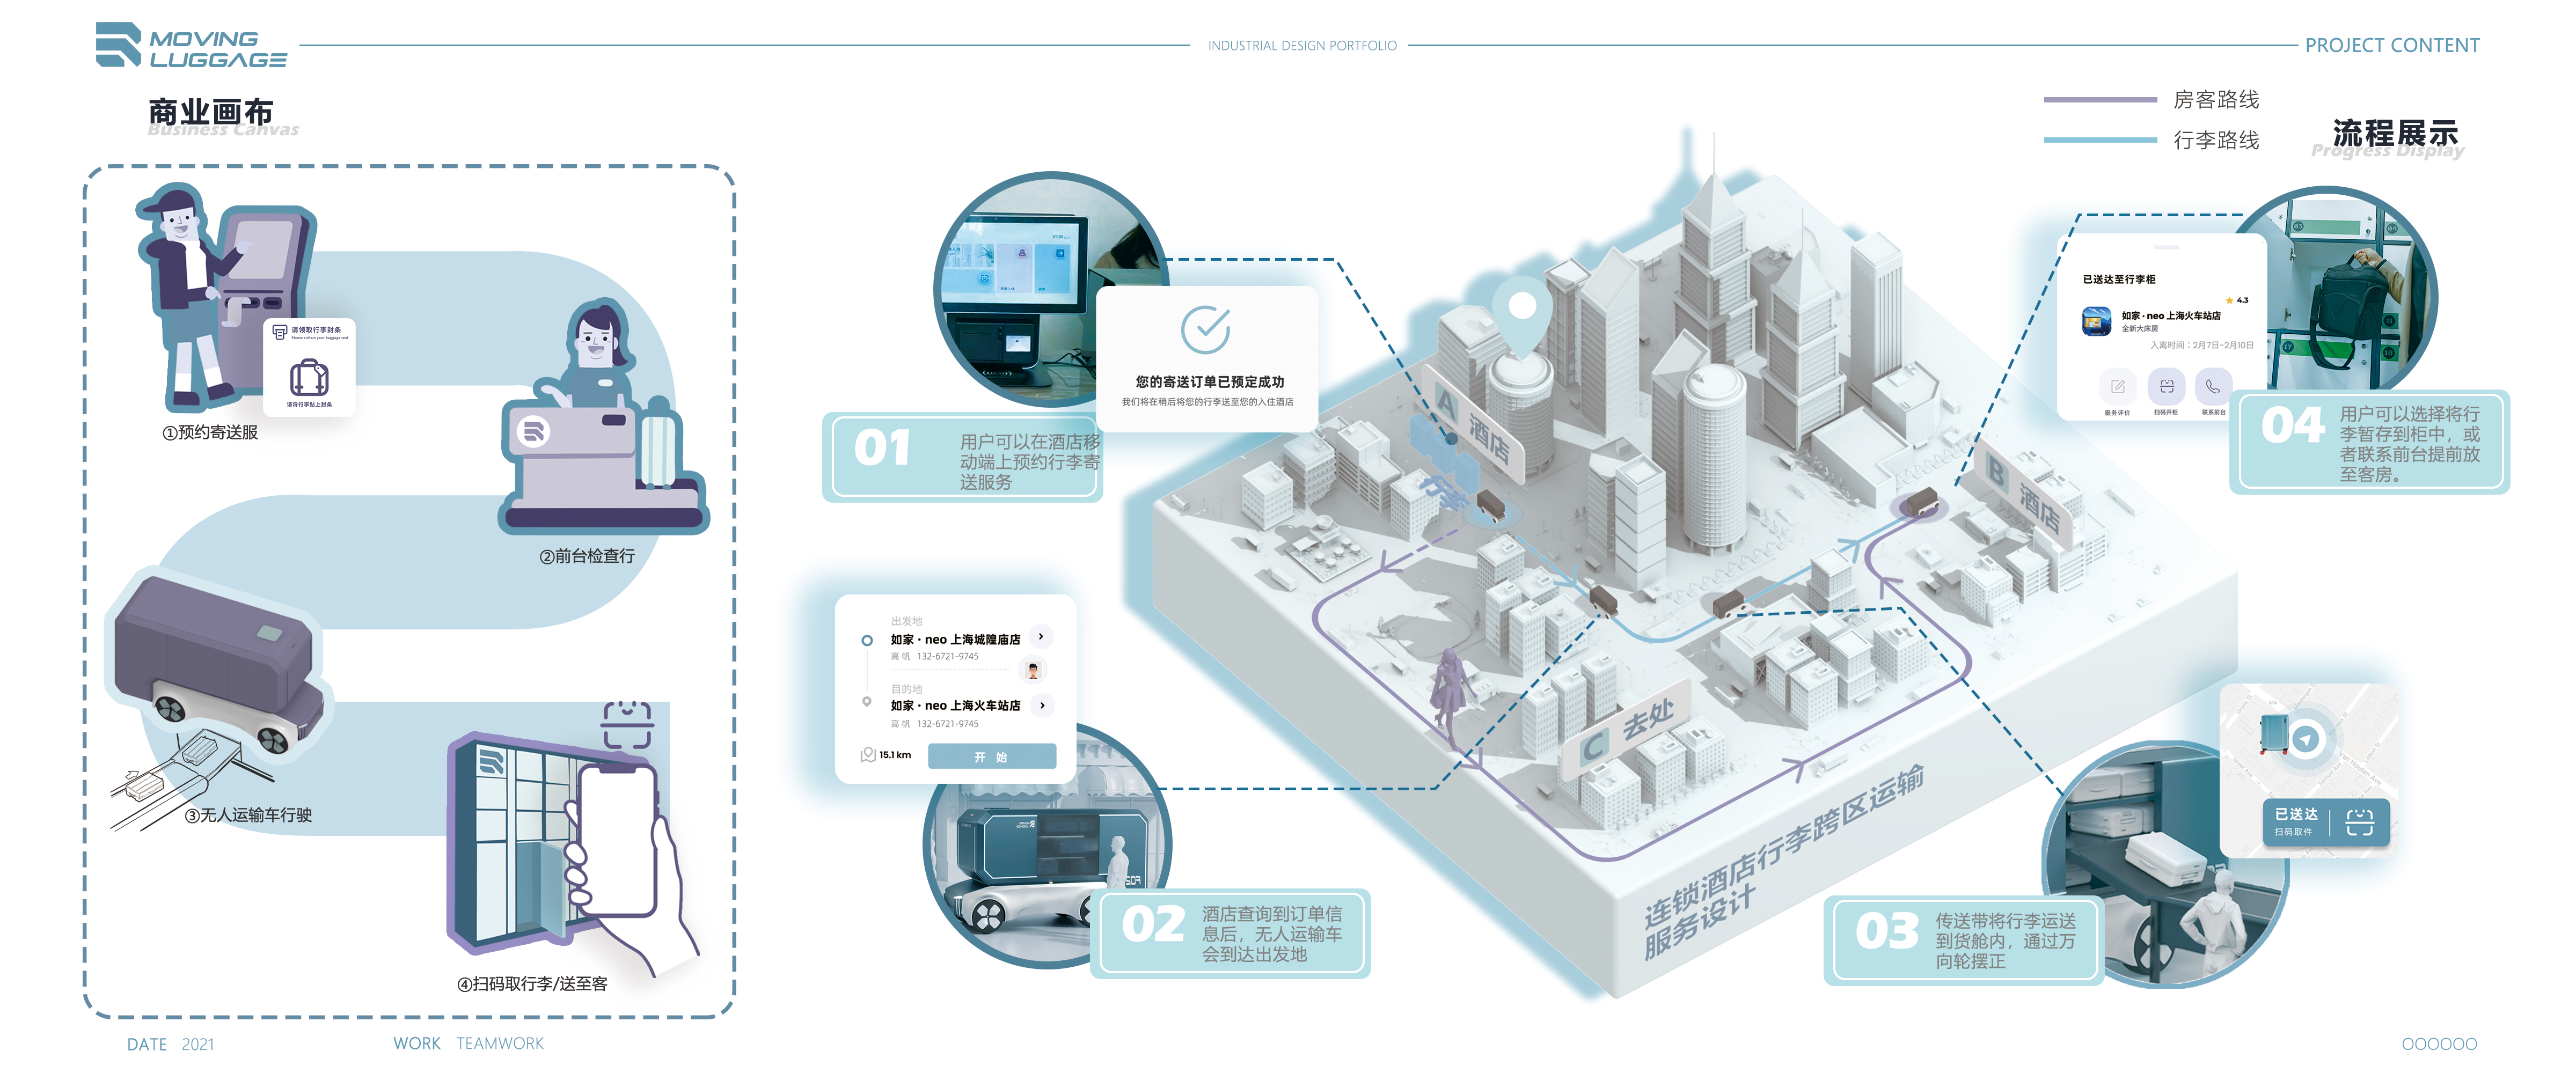 MOVING
LUGGAGE
INDUSTRIAL DESIGN PORTFOLIO
PROJECT CONTENT
商业画布
Business Canvas
房客路线
行李路线
流程展示
Progress Display
请领取行李封条
Please collect your luggage seal
请将行李贴上封条
①预约寄送服
②前台检查行
③无人运输车行驶
④扫码取行李/送至客
您的寄送订单已预定成功
我们将在稍后将您的行李送至您的入住酒店
01
用户可以在酒店移
动端上预约行李寄
送服务
出发地
如家·neo 上海城隍庙店
高 帆 132-6721-9745
目的地
如家·neo 上海火车站店
高 帆 132-6721-9745
15.1 km
开 始
02
酒店查询到订单信
息后，无人运输车
会到达出发地
A 酒店
行李
B 酒店
C 去处
连锁酒店行李跨区运输
服务设计
已送达至行李柜
4.3
如家·neo 上海火车站店
全新大床房
入离时间：2月7日-2月10日
服务评价
扫码开柜
联系前台
03
17
18
04
用户可以选择将行
李暂存到柜中，或
者联系前台提前放
至客房。
已送达
扫码取件
03
传送带将行李运送
到货舱内，通过万
向轮摆正
DATE 2021
WORK TEAMWORK
OOOOOO